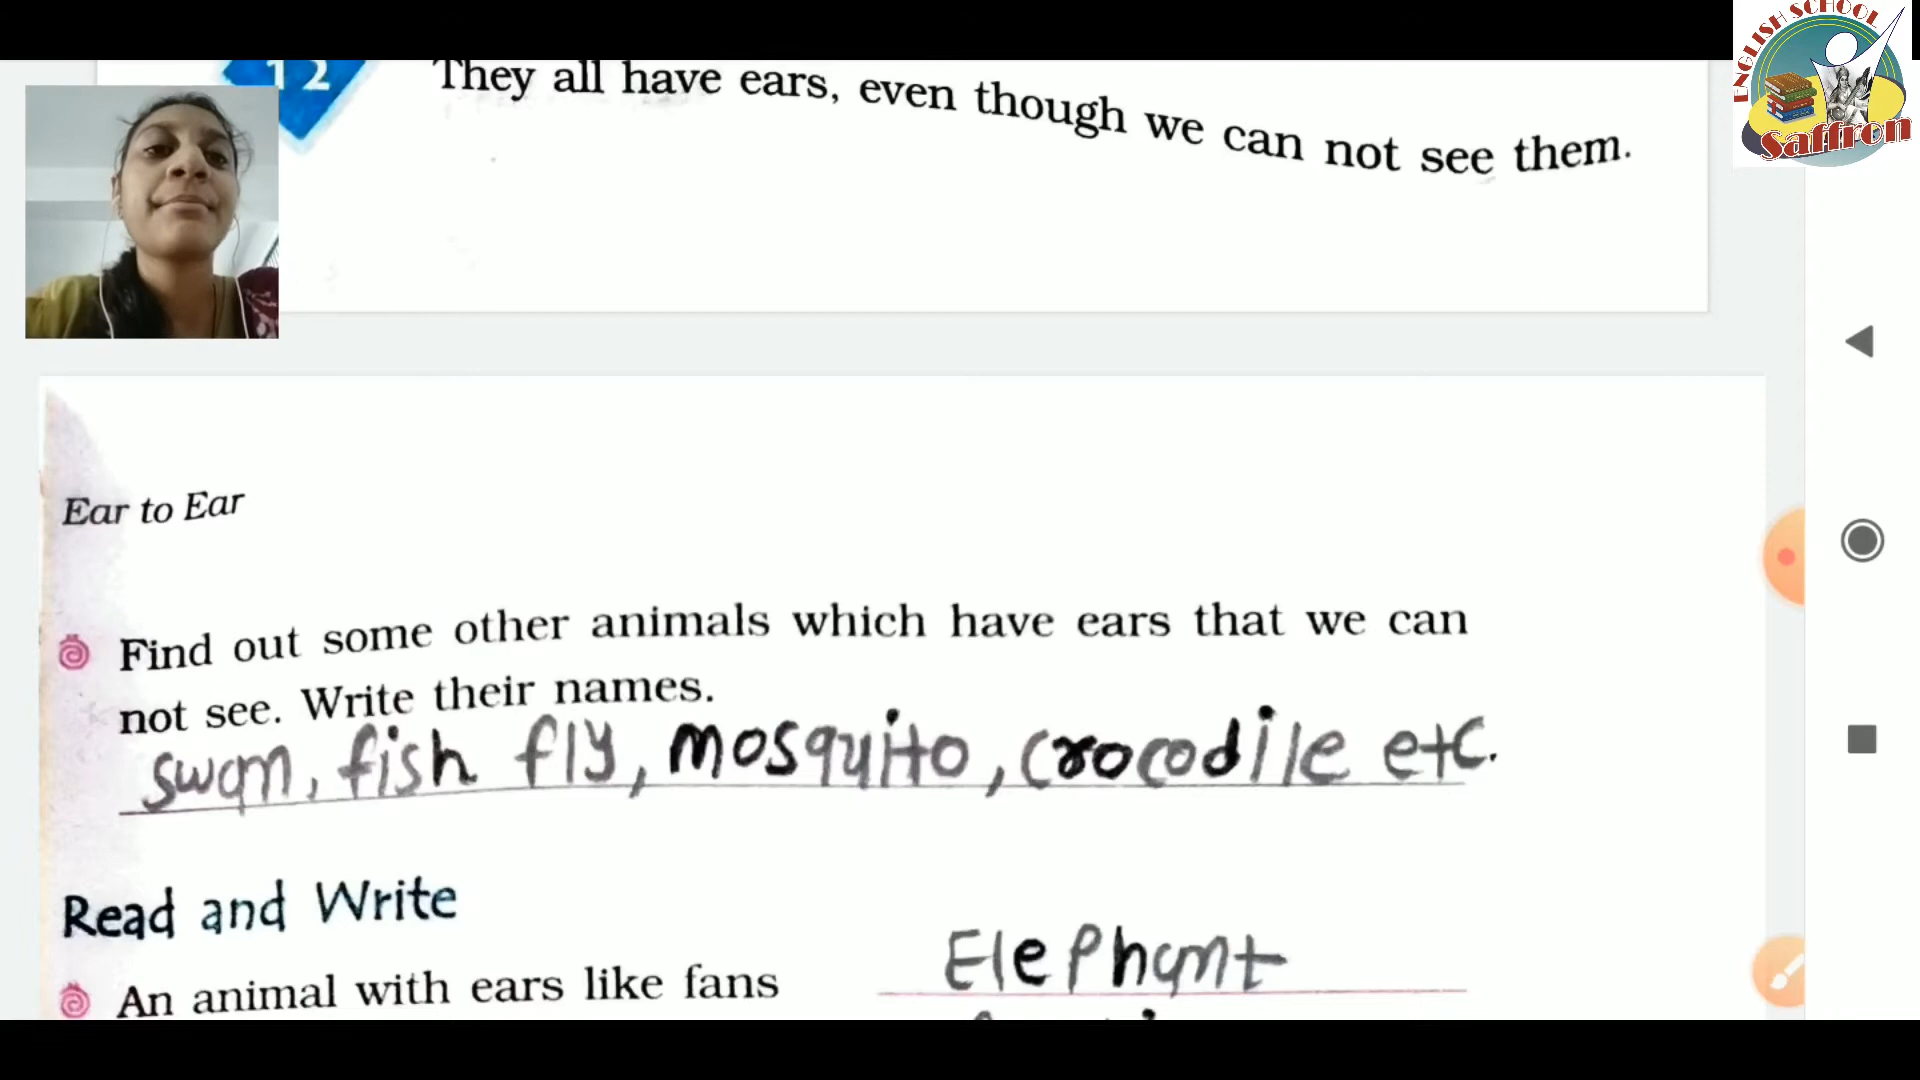 ENGLISH SCHOOL
Saffron
12
They all have ears, even though we can not see them.
Ear to Ear
Find out some other animals which have ears that we can
not see. Write their names.
swan, fish fly, mosquito, crocodile etc.
Read and Write
Elephant
An animal with ears like fans